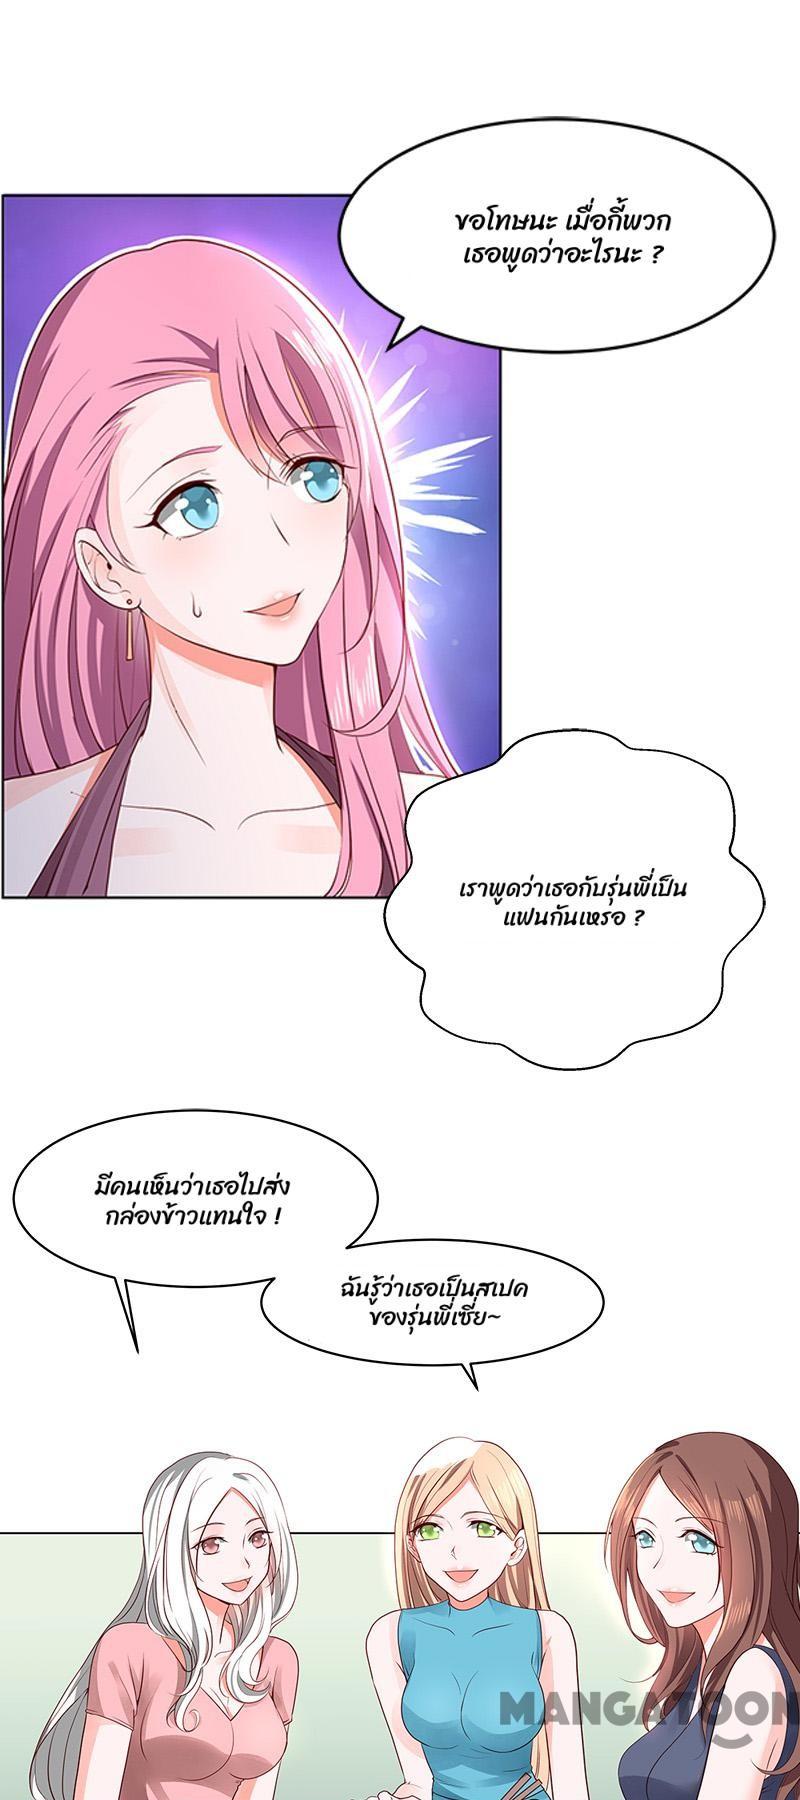 ขอโทษนะ เมื่อกี้พวก
เธอพูดว่าอะไรนะ ?
เราพูดว่าเธอกับรุ่นพี่เป็น
แฟนกันเหรอ ?
มีคนเห็นว่าเธอไปส่ง
กล่องข้าวแทนใจ !
ฉันรู้ว่าเธอเป็นสเปค
ของรุ่นพี่เซี่ย~
MANGATOON